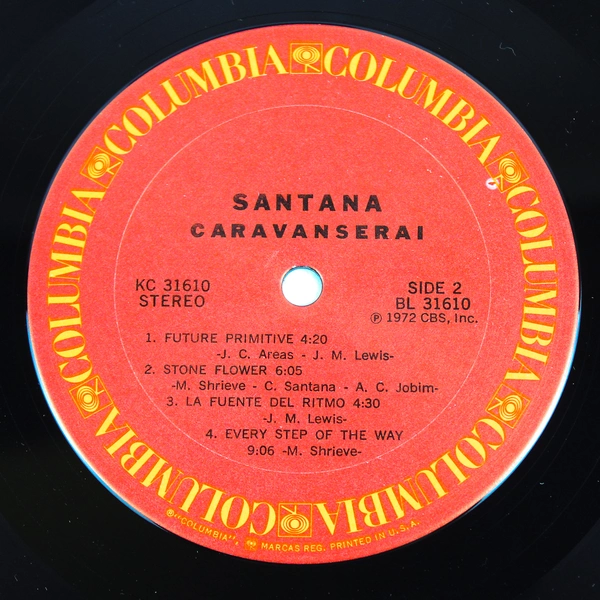 COLUMBIA COLUMBIA COLUMBIA COLUMBIA COLUMBIA COLUMBIA COLUMBIA COLUMBIA
SANTANA
CARAVANSERAI
KC 31610
STEREO
SIDE 2
BL 31610
Ⓟ 1972 CBS, Inc.
1. FUTURE PRIMITIVE 4:20
-J. C. Areas - J. M. Lewis-
2. STONE FLOWER 6:05
-M. Shrieve - C. Santana - A. C. Jobim-
3. LA FUENTE DEL RITMO 4:30
-J. M. Lewis-
4. EVERY STEP OF THE WAY
9:06 -M. Shrieve-
® "COLUMBIA", MARCAS REG. PRINTED IN U.S.A.